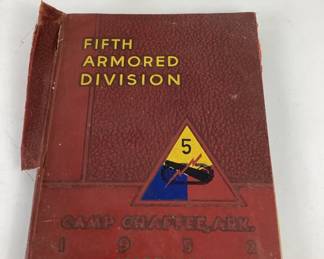 FIFTH
ARMORED
DIVISION
5
CAMP CHAFFEE, ARK.
1952